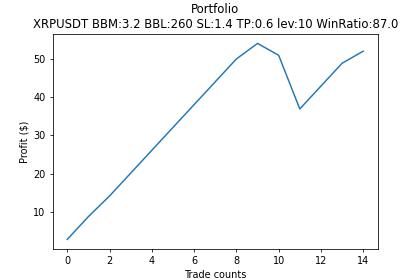 Portfolio
XRPUSDT BBM:3.2 BBL:260 SL:1.4 TP:0.6 lev:10 WinRatio:87.0
50
40
30
20
10
Profit ($)
0 2 4 6 8 10 12 14
Trade counts